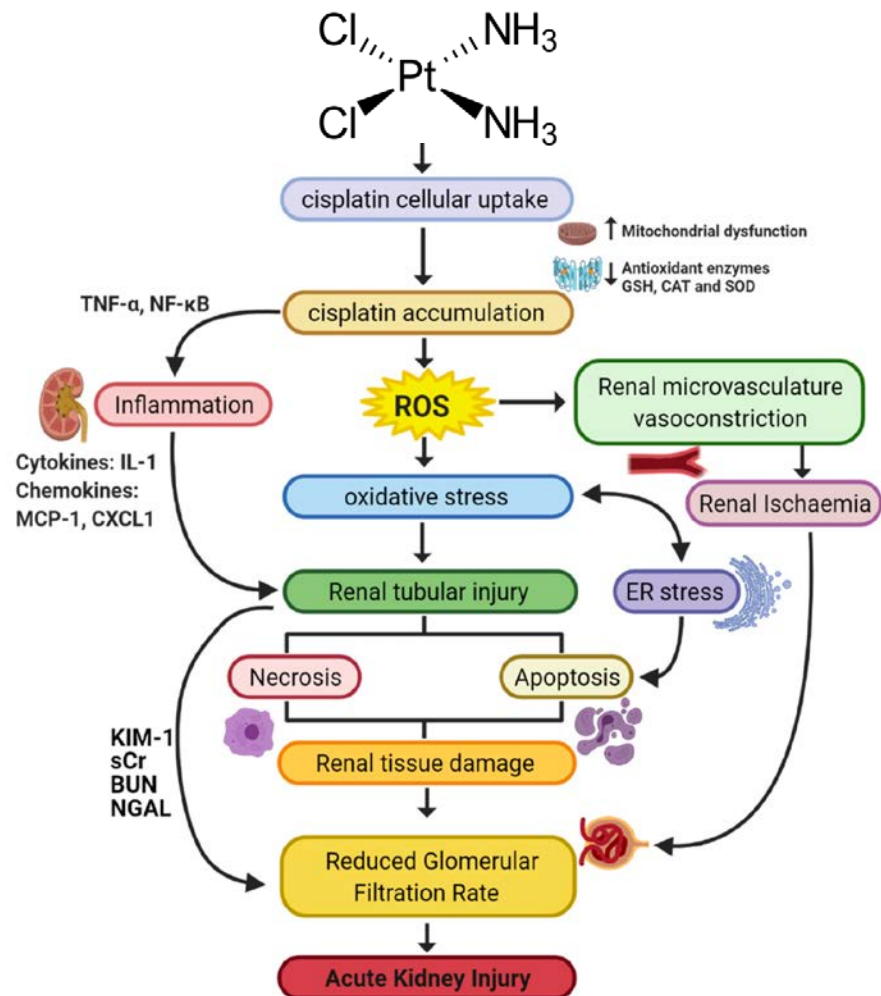 Cl
NH3
Pt
Cl
NH3
cisplatin cellular uptake
↑ Mitochondrial dysfunction
↓ Antioxidant enzymes
GSH, CAT and SOD
TNF-α, NF-κB
cisplatin accumulation
Inflammation
ROS
Renal microvasculature
vasoconstriction
Cytokines: IL-1
Chemokines:
MCP-1, CXCL1
oxidative stress
Renal Ischaemia
Renal tubular injury
ER stress
Necrosis
Apoptosis
KIM-1
sCr
BUN
NGAL
Renal tissue damage
Reduced Glomerular
Filtration Rate
Acute Kidney Injury